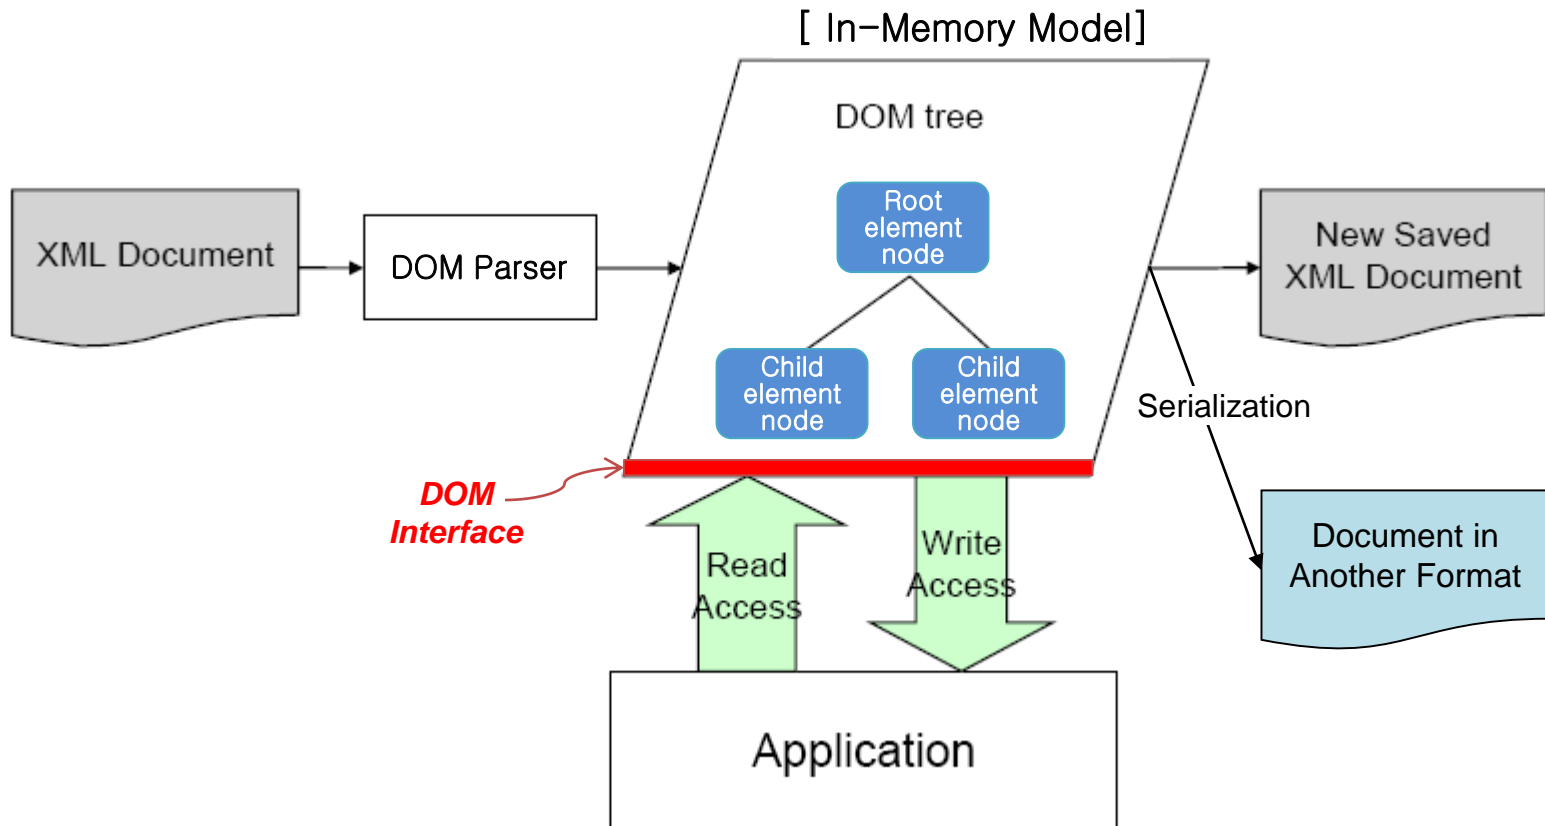 [ In-Memory Model]
DOM tree
XML Document
DOM Parser
Root
element
node
Child
element
node
Child
element
node
New Saved
XML Document
Serialization
DOM
Interface
Read
Access
Write
Access
Document in
Another Format
Application